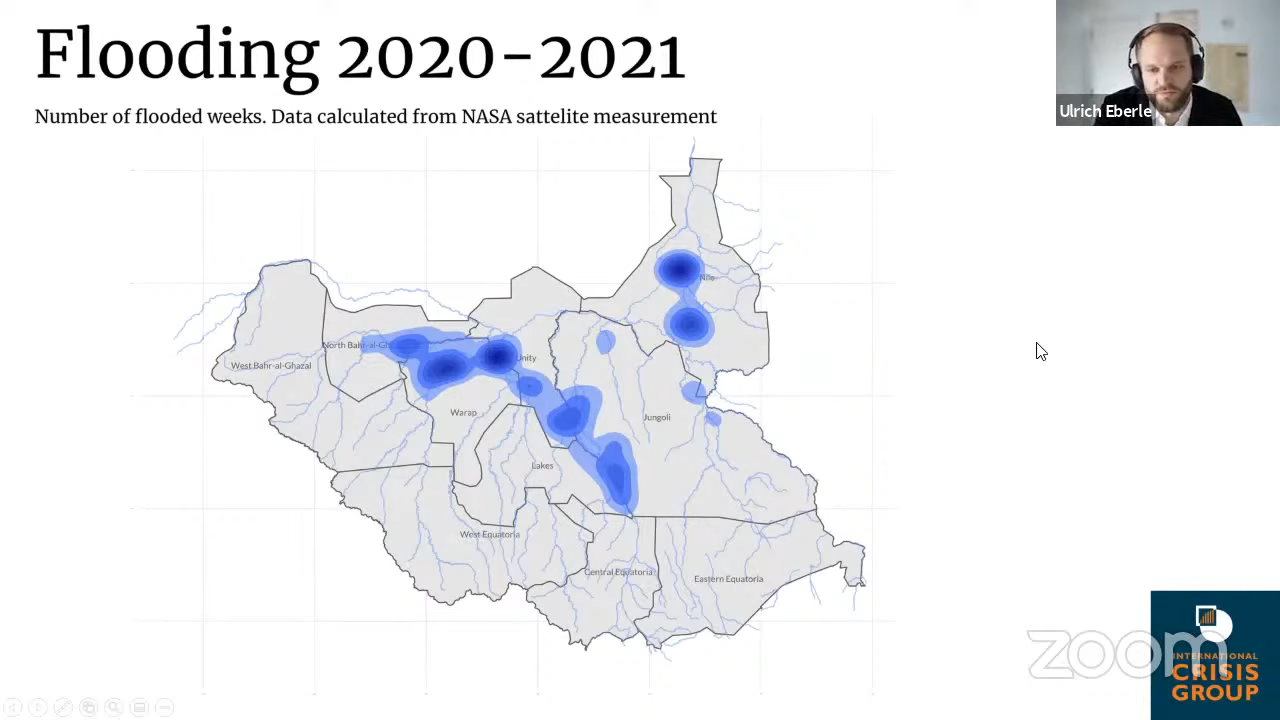 Flooding 2020-2021
Number of flooded weeks. Data calculated from NASA sattelite measurement
Ulrich Eberle
Nile
North Bahr-al-Gh
Unity
West Bahr-al-Ghazal
Warap
Jungoli
Lakes
West Equatoria
Central Equatoria
Eastern Equatoria
zoom
INTERNATIONAL
CRISIS
GROUP